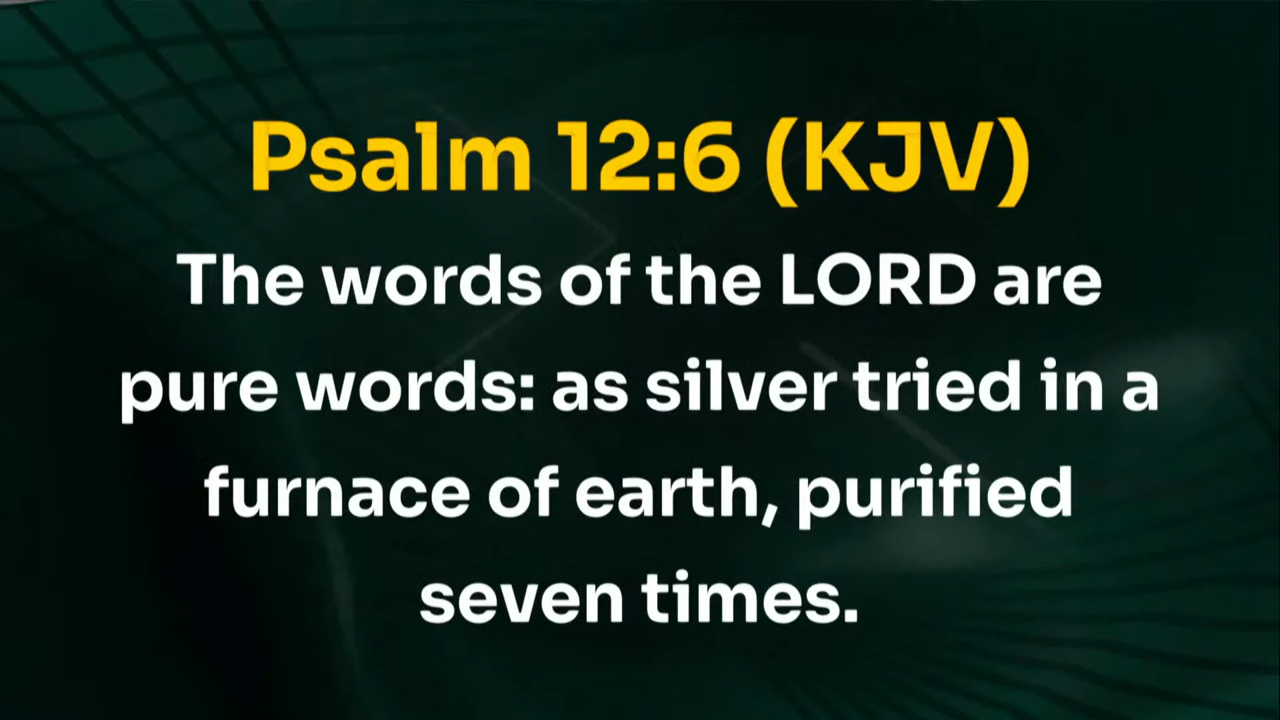 Psalm 12:6 (KJV)
The words of the LORD are
pure words: as silver tried in a
furnace of earth, purified
seven times.